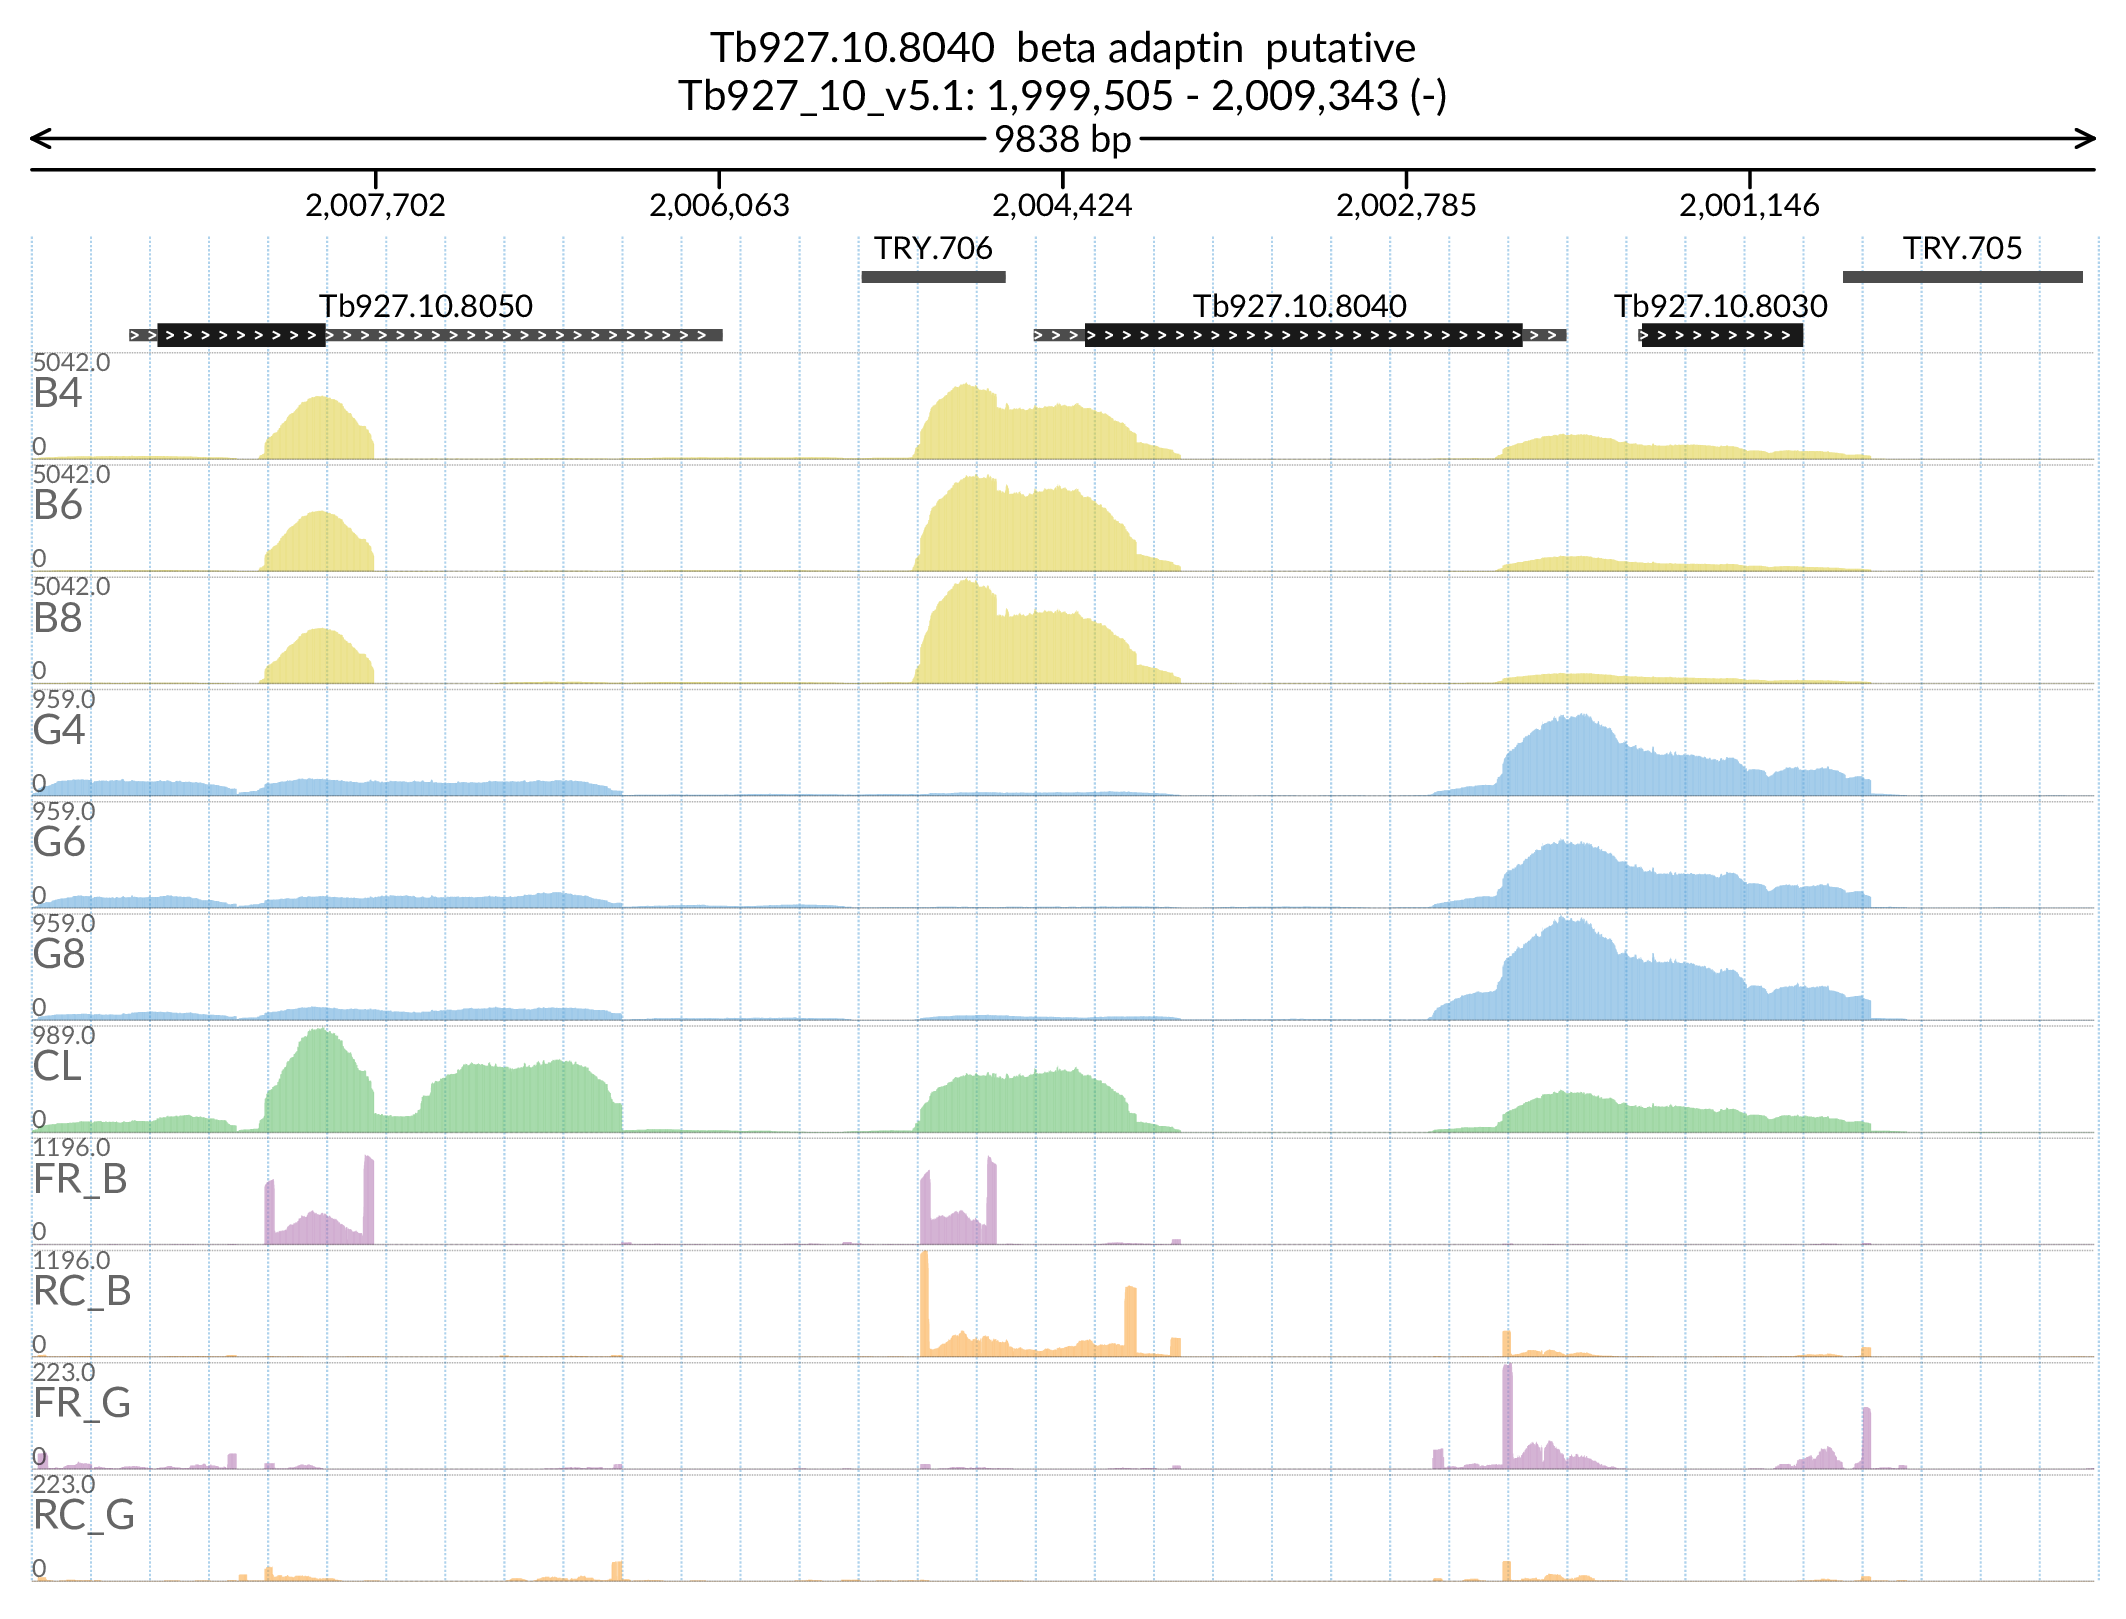 Tb927.10.8040 beta adaptin putative
Tb927_10_v5.1: 1,999,505 - 2,009,343 (-)
9838 bp
2,007,702 2,006,063 2,004,424 2,002,785 2,001,146
TRY.706 TRY.705
Tb927.10.8050 Tb927.10.8040 Tb927.10.8030
5042.0
B4
0
5042.0
B6
0
5042.0
B8
0
959.0
G4
0
959.0
G6
0
959.0
G8
0
989.0
CL
0
1196.0
FR_B
0
1196.0
RC_B
0
223.0
FR_G
0
223.0
RC_G
0